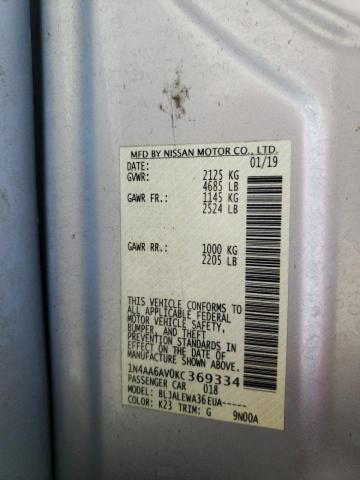 MFD BY NISSAN MOTOR CO., LTD.
DATE: 01/19
GVWR: 2125 KG
4685 LB
GAWR FR.: 1145 KG
2524 LB
GAWR RR.: 1000 KG
2205 LB
THIS VEHICLE CONFORMS TO
ALL APPLICABLE FEDERAL
MOTOR VEHICLE SAFETY,
BUMPER, AND THEFT
PREVENTION STANDARDS IN
EFFECT ON THE DATE OF
MANUFACTURE SHOWN ABOVE.
1N4AA6AV0KC369334
PASSENGER CAR 018
MODEL: BLJALEWA36EUA-----
COLOR: K23 TRIM: G 9N00A